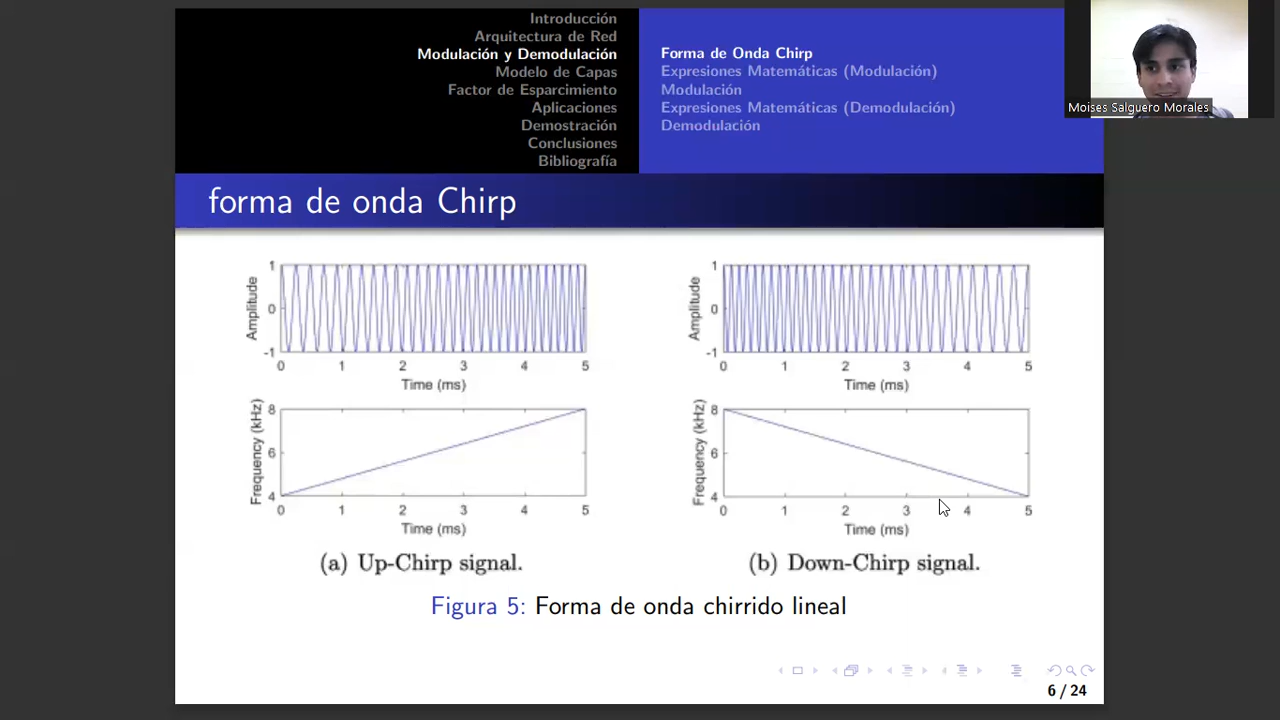 Introducción
Arquitectura de Red
Modulación y Demodulación
Modelo de Capas
Factor de Esparcimiento
Aplicaciones
Demostración
Conclusiones
Bibliografía
Forma de Onda Chirp
Expresiones Matemáticas (Modulación)
Modulación
Expresiones Matemáticas (Demodulación)
Demodulación
Moises Salguero Morales
forma de onda Chirp
Amplitude
1
0
-1
0 1 2 3 4 5
Time (ms)
Frequency (kHz)
8
6
4
0 1 2 3 4 5
Time (ms)
(a) Up-Chirp signal.
Amplitude
1
0
-1
0 1 2 3 4 5
Time (ms)
Frequency (kHz)
8
6
4
0 1 2 3 4 5
Time (ms)
(b) Down-Chirp signal.
Figura 5: Forma de onda chirrido lineal
6 / 24